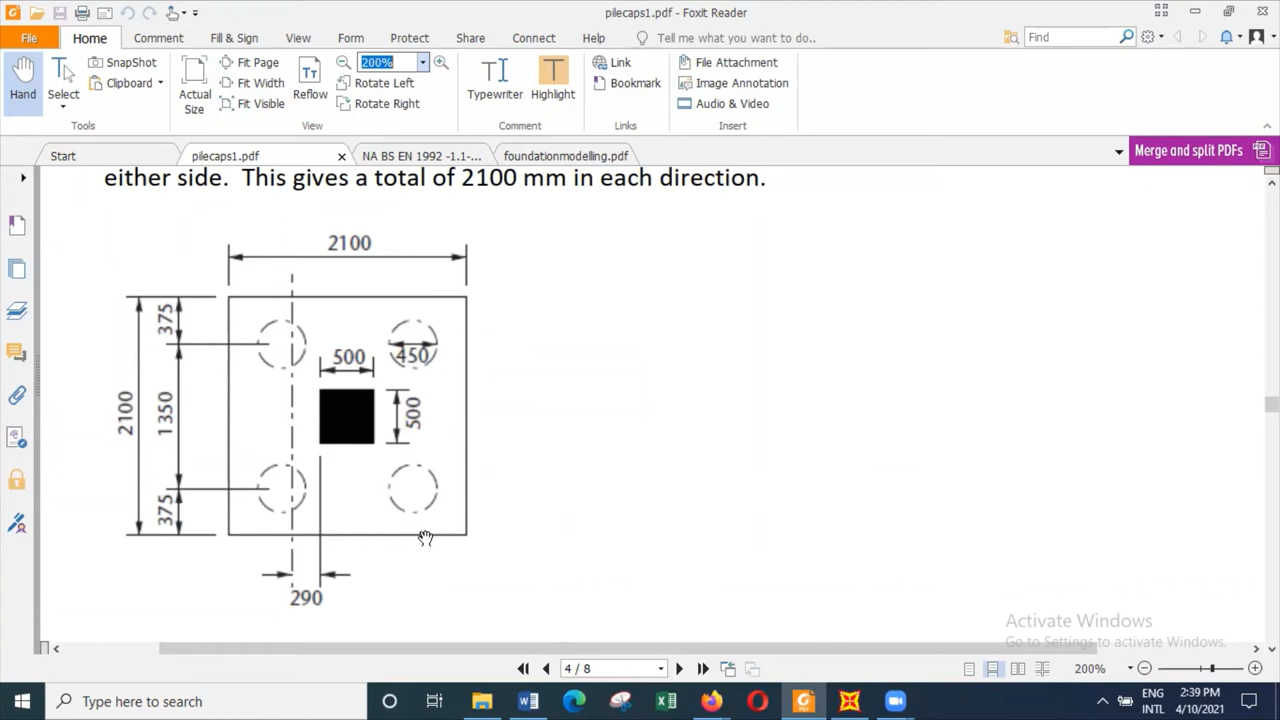 pilecaps1.pdf - Foxit Reader
File Home Comment Fill & Sign View Form Protect Share Connect Help Tell me what you want to do.. Find
Hand
Select
SnapShot
Clipboard
Actual
Size
Fit Page
Fit Width
Fit Visible
Reflow
200%
Rotate Left
Rotate Right
Typewriter
Highlight
Link
Bookmark
File Attachment
Image Annotation
Audio & Video
Tools View Comment Links Insert
Start pilecaps1.pdf NA BS EN 1992 -1.1-... foundationmodelling.pdf Merge and split PDFs
either side. This gives a total of 2100 mm in each direction.
2100
375
450
500
2100
1350
500
375
290
Activate Windows
Go to Settings to activate Windows.
4 / 8
200%
Type here to search
ENG
INTL
2:39 PM
4/10/2021